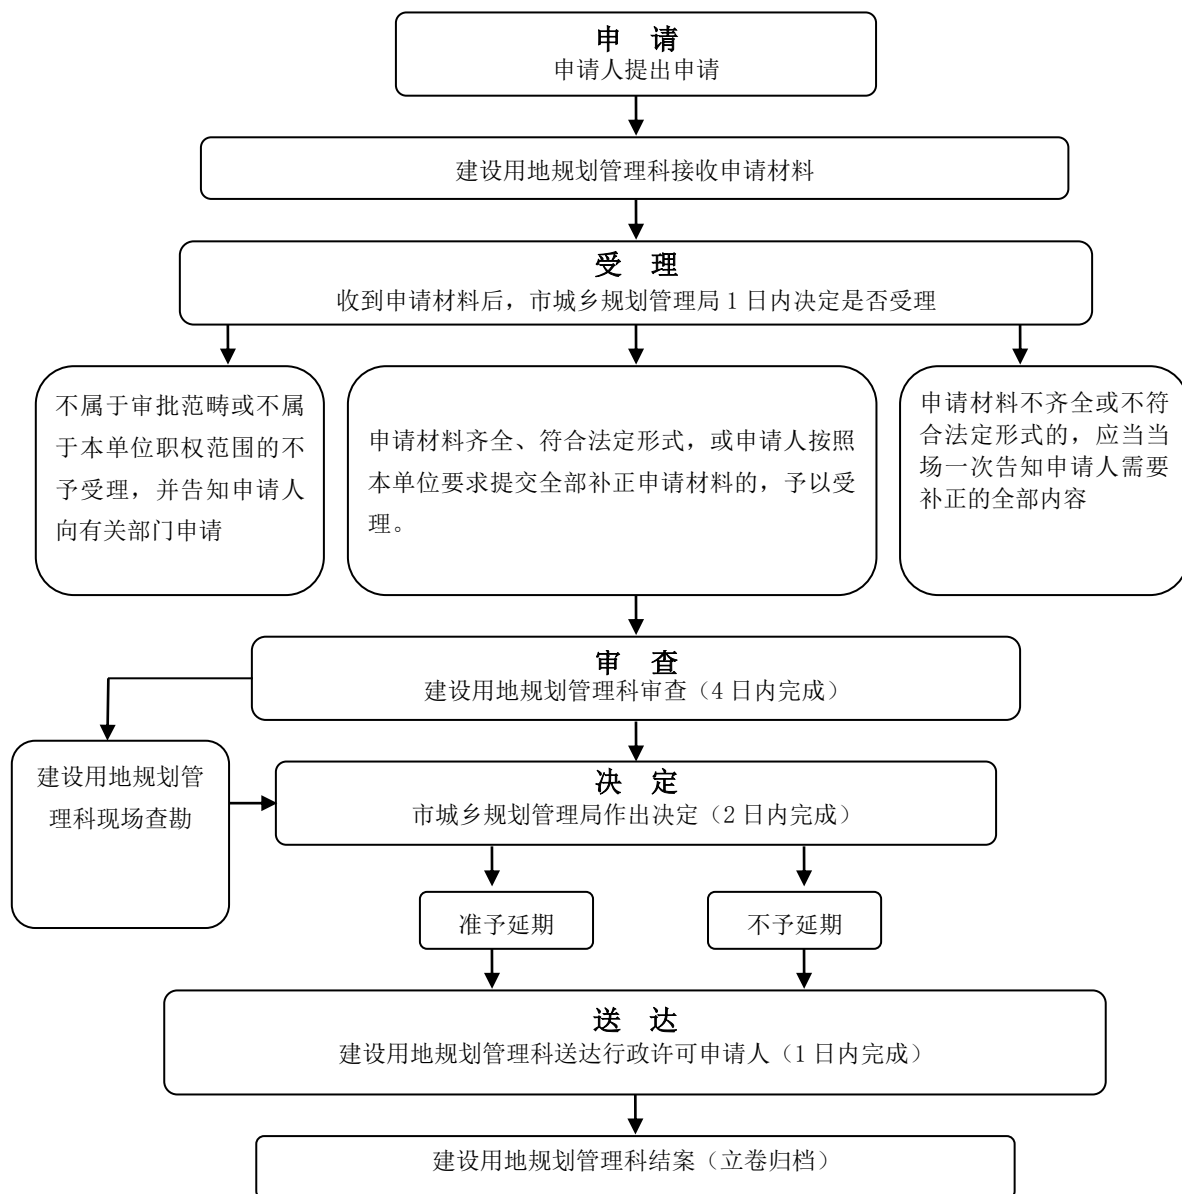 申 请
申请人提出申请
建设用地规划管理科接收申请材料
受 理
收到申请材料后，市城乡规划管理局 1 日内决定是否受理
不属于审批范畴或不属
于本单位职权范围的不
予受理，并告知申请人
向有关部门申请
申请材料齐全、符合法定形式，或申请人按照
本单位要求提交全部补正申请材料的，予以受
理。
申请材料不齐全或不符
合法定形式的，应当当
场一次告知申请人需要
补正的全部内容
审 查
建设用地规划管理科审查（4 日内完成）
建设用地规划管
理科现场查勘
决 定
市城乡规划管理局作出决定（2 日内完成）
准予延期
不予延期
送 达
建设用地规划管理科送达行政许可申请人（1 日内完成）
建设用地规划管理科结案（立卷归档）